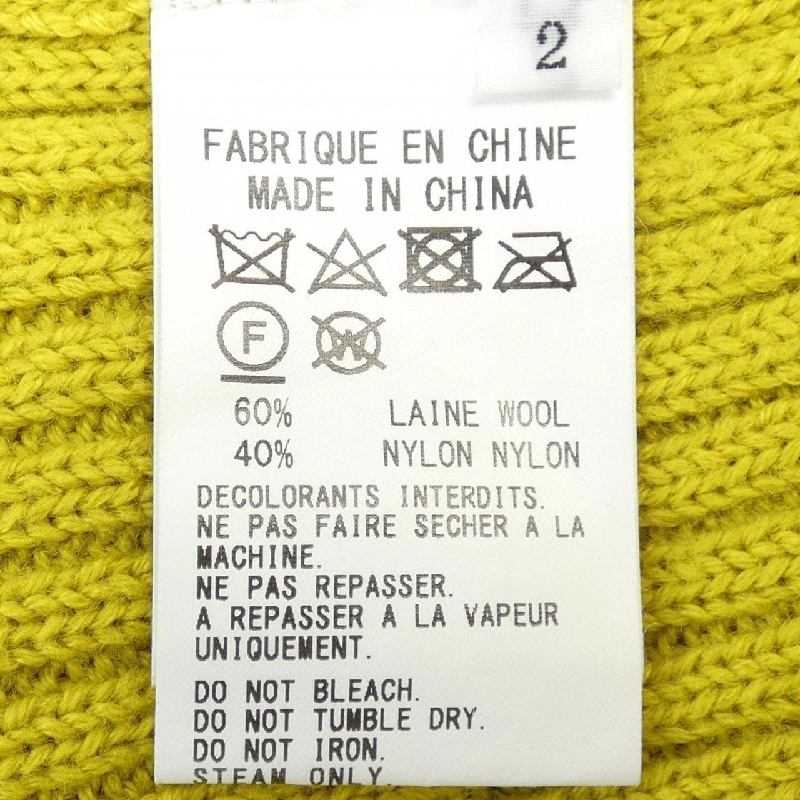 2
FABRIQUE EN CHINE
MADE IN CHINA
F W
60% LAINE WOOL
40% NYLON NYLON
DECOLORANTS INTERDITS.
NE PAS FAIRE SECHER A LA
MACHINE.
NE PAS REPASSER.
A REPASSER A LA VAPEUR
UNIQUEMENT.
DO NOT BLEACH.
DO NOT TUMBLE DRY.
DO NOT IRON.
STEAM ONLY.